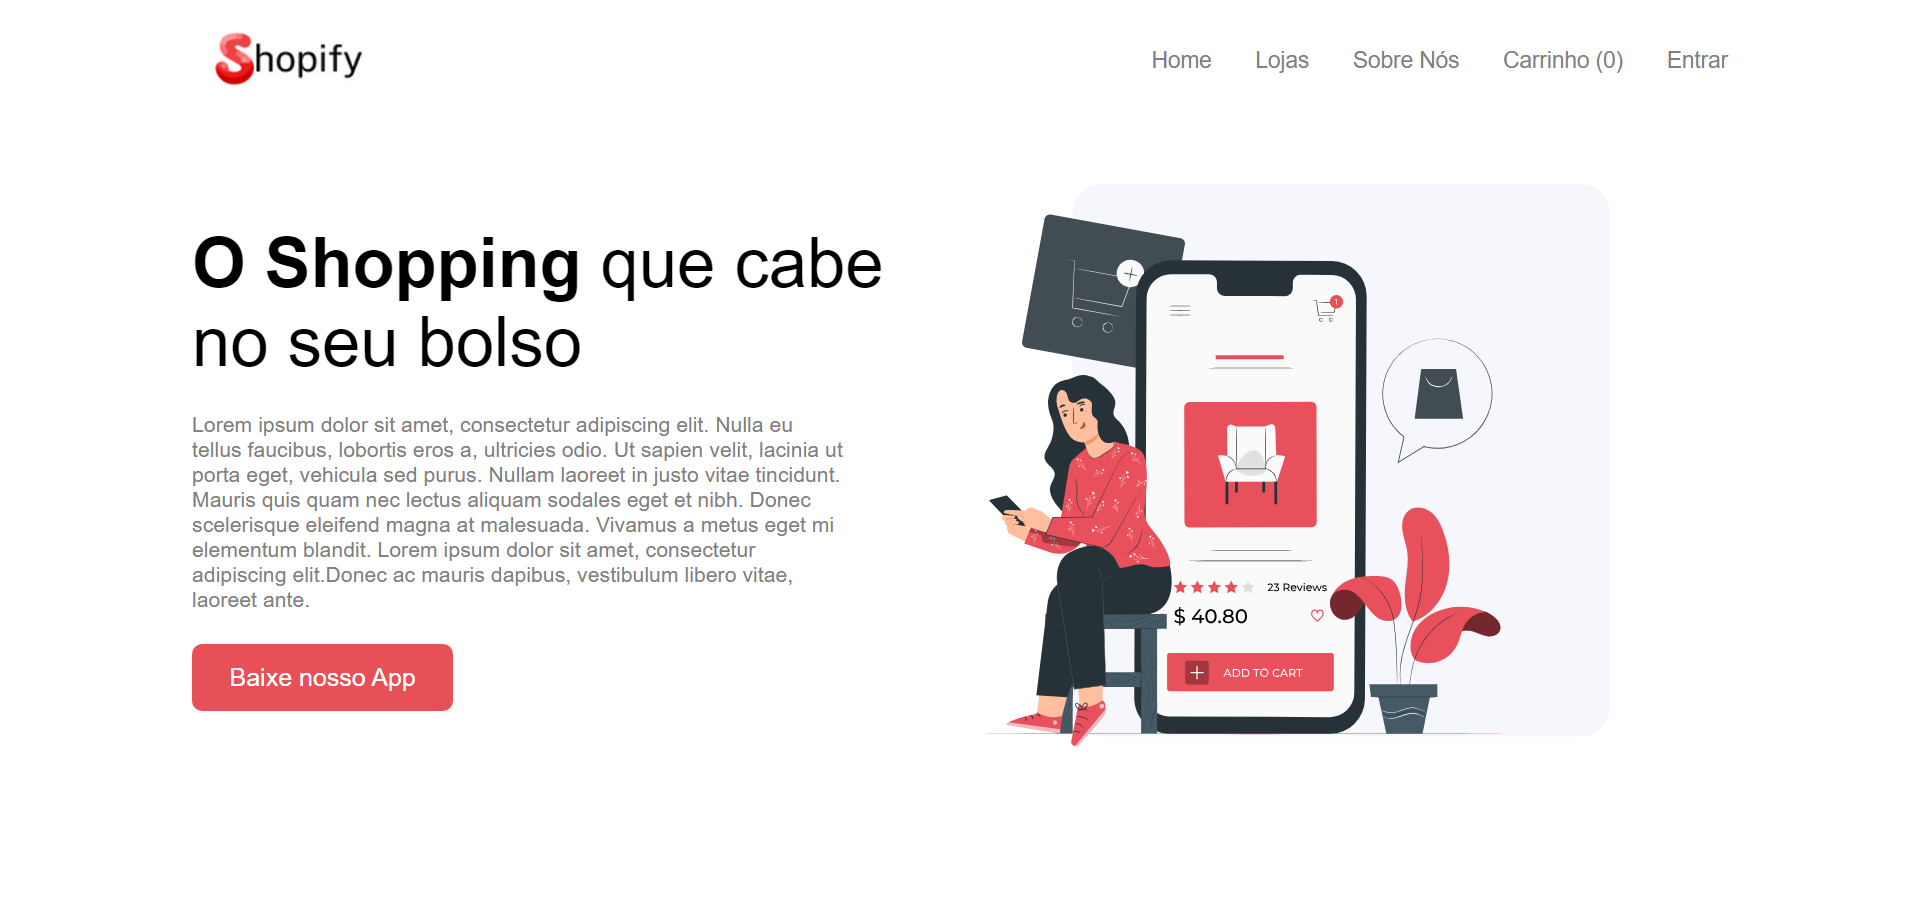 Shopify
Home Lojas Sobre Nós Carrinho (0) Entrar
O Shopping que cabe
no seu bolso
Lorem ipsum dolor sit amet, consectetur adipiscing elit. Nulla eu
tellus faucibus, lobortis eros a, ultricies odio. Ut sapien velit, lacinia ut
porta eget, vehicula sed purus. Nullam laoreet in justo vitae tincidunt.
Mauris quis quam nec lectus aliquam sodales eget et nibh. Donec
scelerisque eleifend magna at malesuada. Vivamus a metus eget mi
elementum blandit. Lorem ipsum dolor sit amet, consectetur
adipiscing elit.Donec ac mauris dapibus, vestibulum libero vitae,
laoreet ante.
Baixe nosso App
1
23 Reviews
$ 40.80
ADD TO CART